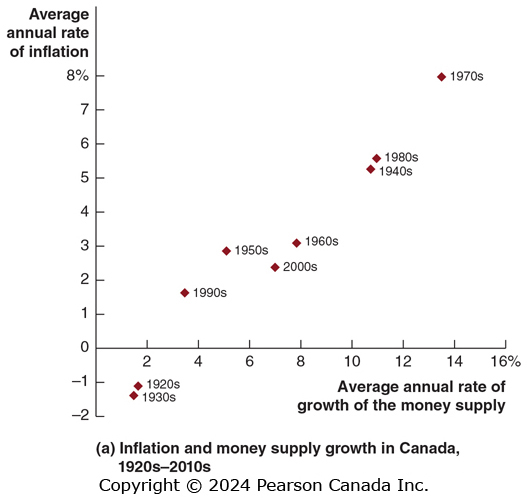 Average
annual rate
of inflation
8%
1970s
7
6
1980s
1940s
5
4
3
1960s
1950s
2000s
2
1990s
1
0
2
4
6
8
10
12
14
16%
−1
1920s
1930s
−2
Average annual rate of
growth of the money supply
(a) Inflation and money supply growth in Canada,
1920s–2010s
Copyright © 2024 Pearson Canada Inc.